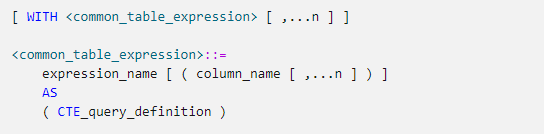 [ WITH <common_table_expression> [ ,...n ] ]
<common_table_expression>::=
expression_name [ ( column_name [ ,...n ] ) ]
AS
( CTE_query_definition )